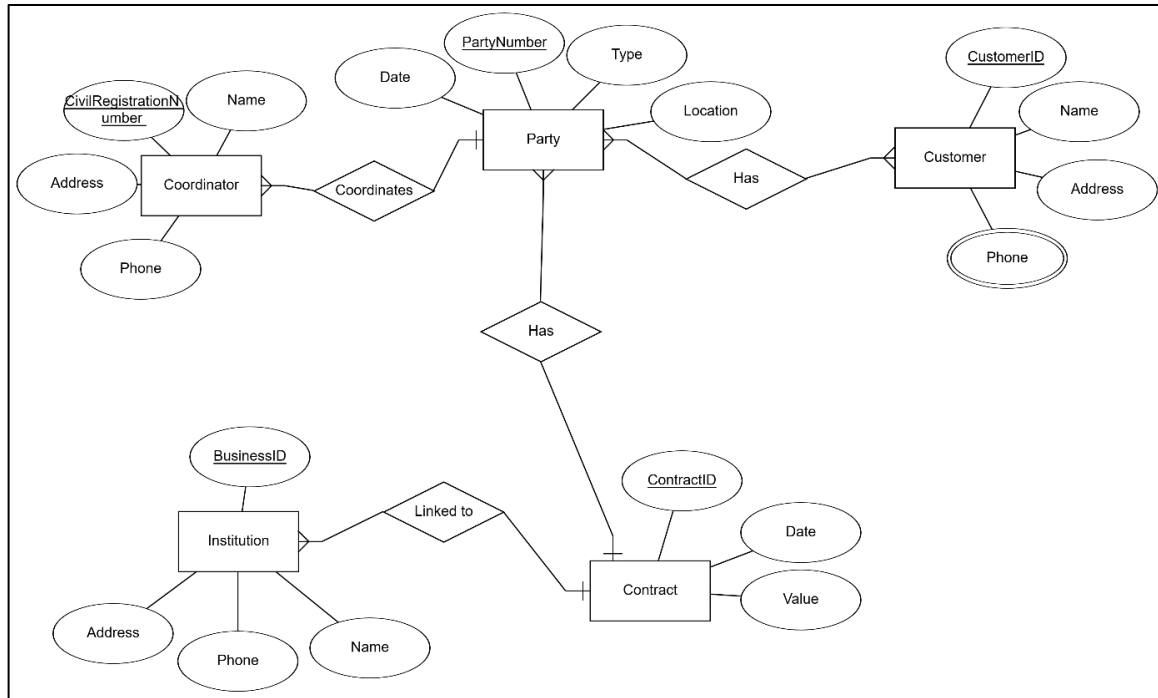 PartyNumber
Type
CustomerID
Date
CivilRegistrationN
umber
Name
Location
Name
Party
Customer
Address
Coordinator
Coordinates
Has
Address
Phone
Phone
Has
BusinessID
ContractID
Linked to
Institution
Date
Contract
Value
Address
Phone
Name